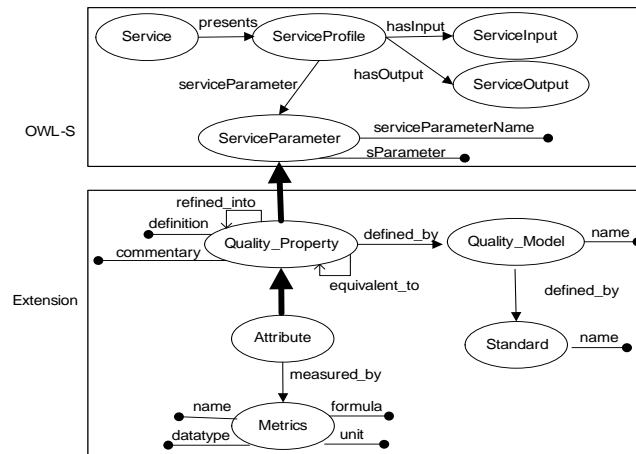 presents
hasInput
Service
ServiceProfile
ServiceInput
hasOutput
serviceParameter
ServiceOutput
OWL-S
serviceParameterName
ServiceParameter
sParameter
refined_into
definition
defined_by
name
Quality_Property
Quality_Model
commentary
equivalent_to
Extension
defined_by
Attribute
Standard
name
measured_by
name
formula
Metrics
datatype
unit